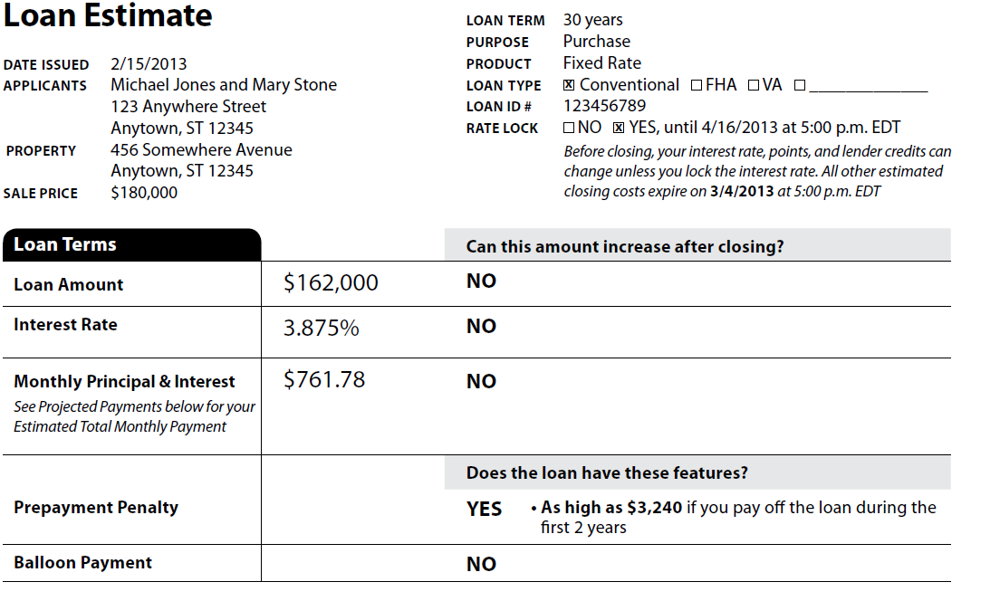 Loan Estimate
DATE ISSUED 2/15/2013
APPLICANTS Michael Jones and Mary Stone
123 Anywhere Street
Anytown, ST 12345
PROPERTY 456 Somewhere Avenue
Anytown, ST 12345
SALE PRICE $180,000
LOAN TERM 30 years
PURPOSE Purchase
PRODUCT Fixed Rate
LOAN TYPE ☒ Conventional ☐ FHA ☐ VA ☐ _____________
LOAN ID # 123456789
RATE LOCK ☐ NO ☒ YES, until 4/16/2013 at 5:00 p.m. EDT
Before closing, your interest rate, points, and lender credits can
change unless you lock the interest rate. All other estimated
closing costs expire on 3/4/2013 at 5:00 p.m. EDT
Loan Terms Can this amount increase after closing?
Loan Amount $162,000 NO
Interest Rate 3.875% NO
Monthly Principal & Interest $761.78 NO
See Projected Payments below for your
Estimated Total Monthly Payment
Does the loan have these features?
Prepayment Penalty YES • As high as $3,240 if you pay off the loan during the
first 2 years
Balloon Payment NO